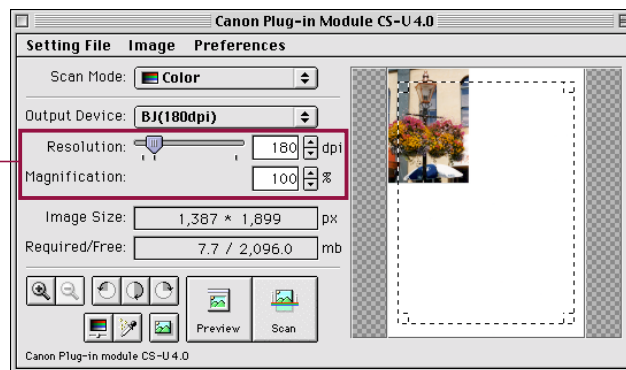 Canon Plug-in Module CS-U 4.0
Setting File Image Preferences
Scan Mode: Color
Output Device: BJ(180dpi)
Resolution: 180 dpi
Magnification: 100 %
Image Size: 1,387 * 1,899 px
Required/Free: 7.7 / 2,096.0 mb
Preview Scan
Canon Plug-in module CS-U 4.0